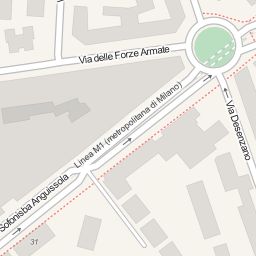 Via delle Forze Armate
Linea M1 (metropolitana di Milano)
Via Desenzano
Sofonisba Anguissola
31